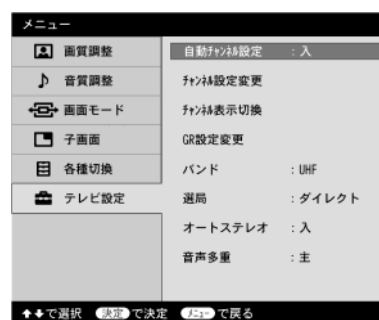 メニュー
画質調整
音質調整
画面モード
子画面
各種切換
テレビ設定
自動ﾁｬﾝﾈﾙ設定 :入
ﾁｬﾝﾈﾙ設定変更
ﾁｬﾝﾈﾙ表示切換
GR設定変更
バンド :UHF
選局 :ダイレクト
オートステレオ :入
音声多重 :主
で選択 決定で決定 ﾒﾆｭｰで戻る